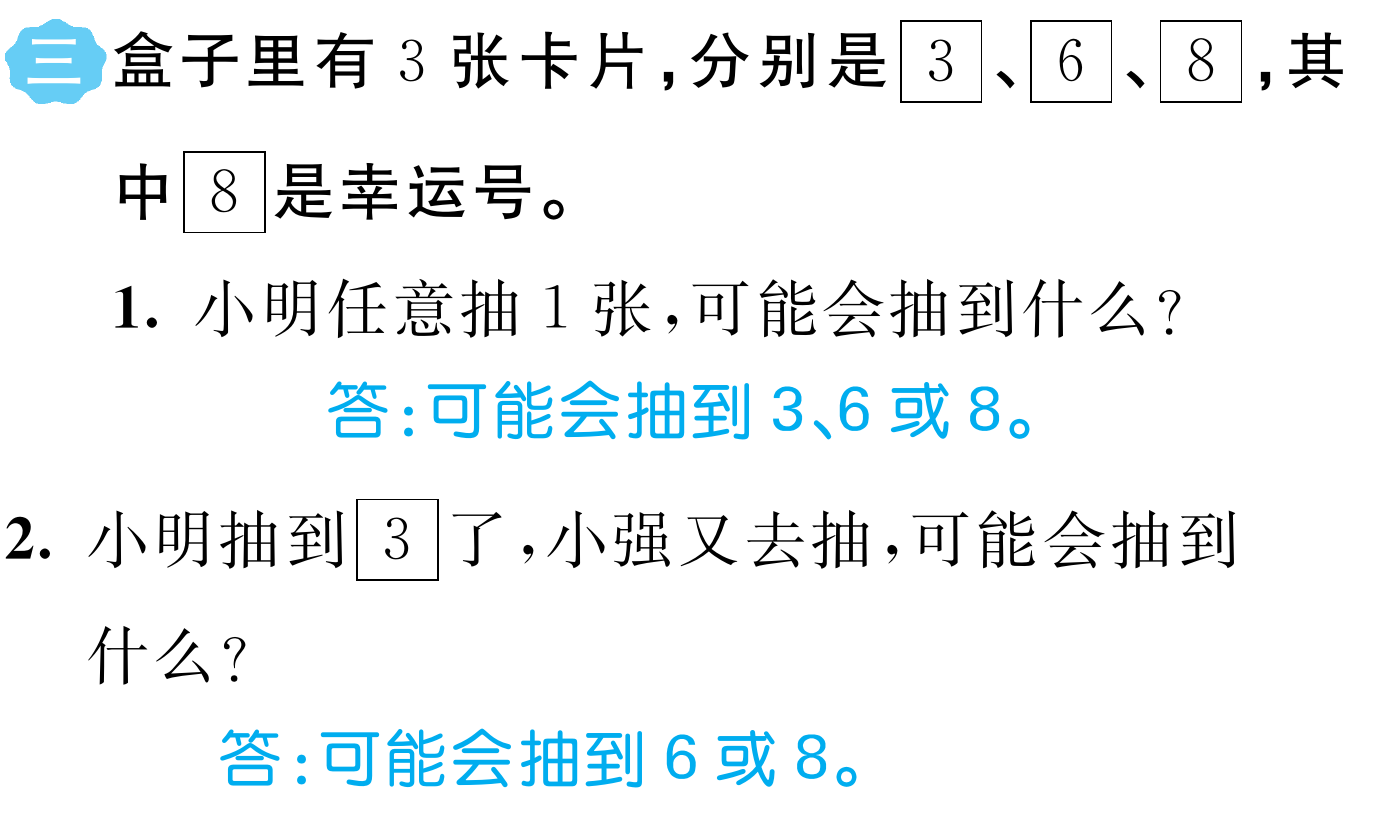 三 盒子里有 3 张卡片,分别是 3 、 6 、 8 ,其
中 8 是幸运号。
1. 小明任意抽 1 张,可能会抽到什么?
答:可能会抽到 3、6 或 8。
2. 小明抽到 3 了,小强又去抽,可能会抽到
什么?
答:可能会抽到 6 或 8。